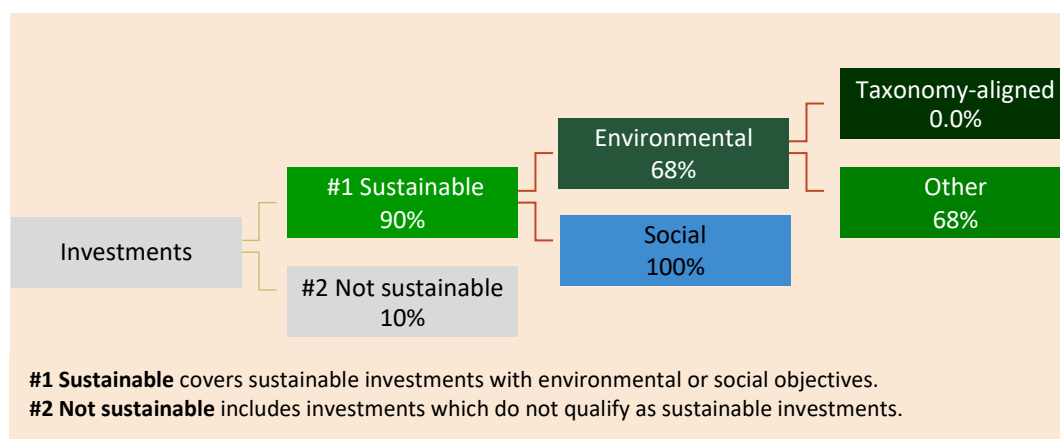 Investments
#1 Sustainable
90%
#2 Not sustainable
10%
Environmental
68%
Social
100%
Taxonomy-aligned
0.0%
Other
68%
#1 Sustainable covers sustainable investments with environmental or social objectives.
#2 Not sustainable includes investments which do not qualify as sustainable investments.